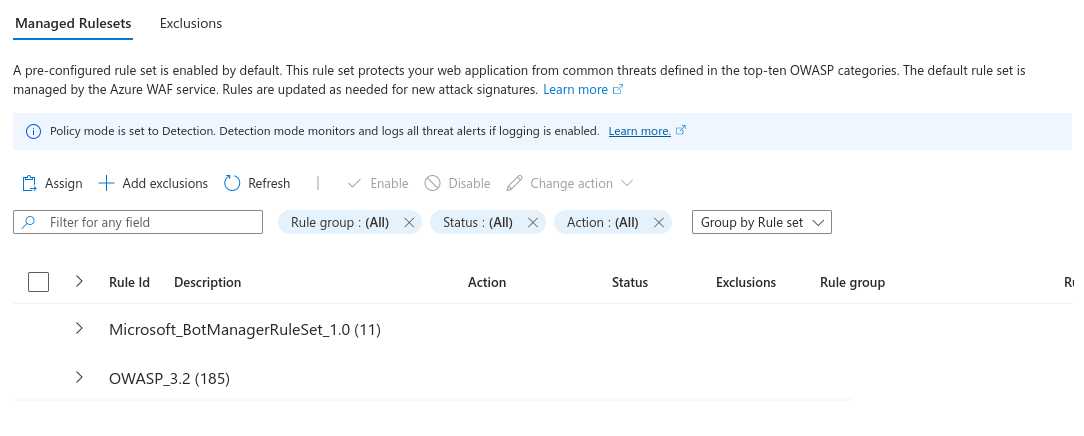 Managed Rulesets Exclusions
A pre-configured rule set is enabled by default. This rule set protects your web application from common threats defined in the top-ten OWASP categories. The default rule set is
managed by the Azure WAF service. Rules are updated as needed for new attack signatures. Learn more
Policy mode is set to Detection. Detection mode monitors and logs all threat alerts if logging is enabled. Learn more.
Assign Add exclusions Refresh | Enable Disable Change action
Filter for any field Rule group : (All) Status : (All) Action : (All) Group by Rule set
Rule Id Description Action Status Exclusions Rule group
Microsoft_BotManagerRuleSet_1.0 (11)
OWASP_3.2 (185)